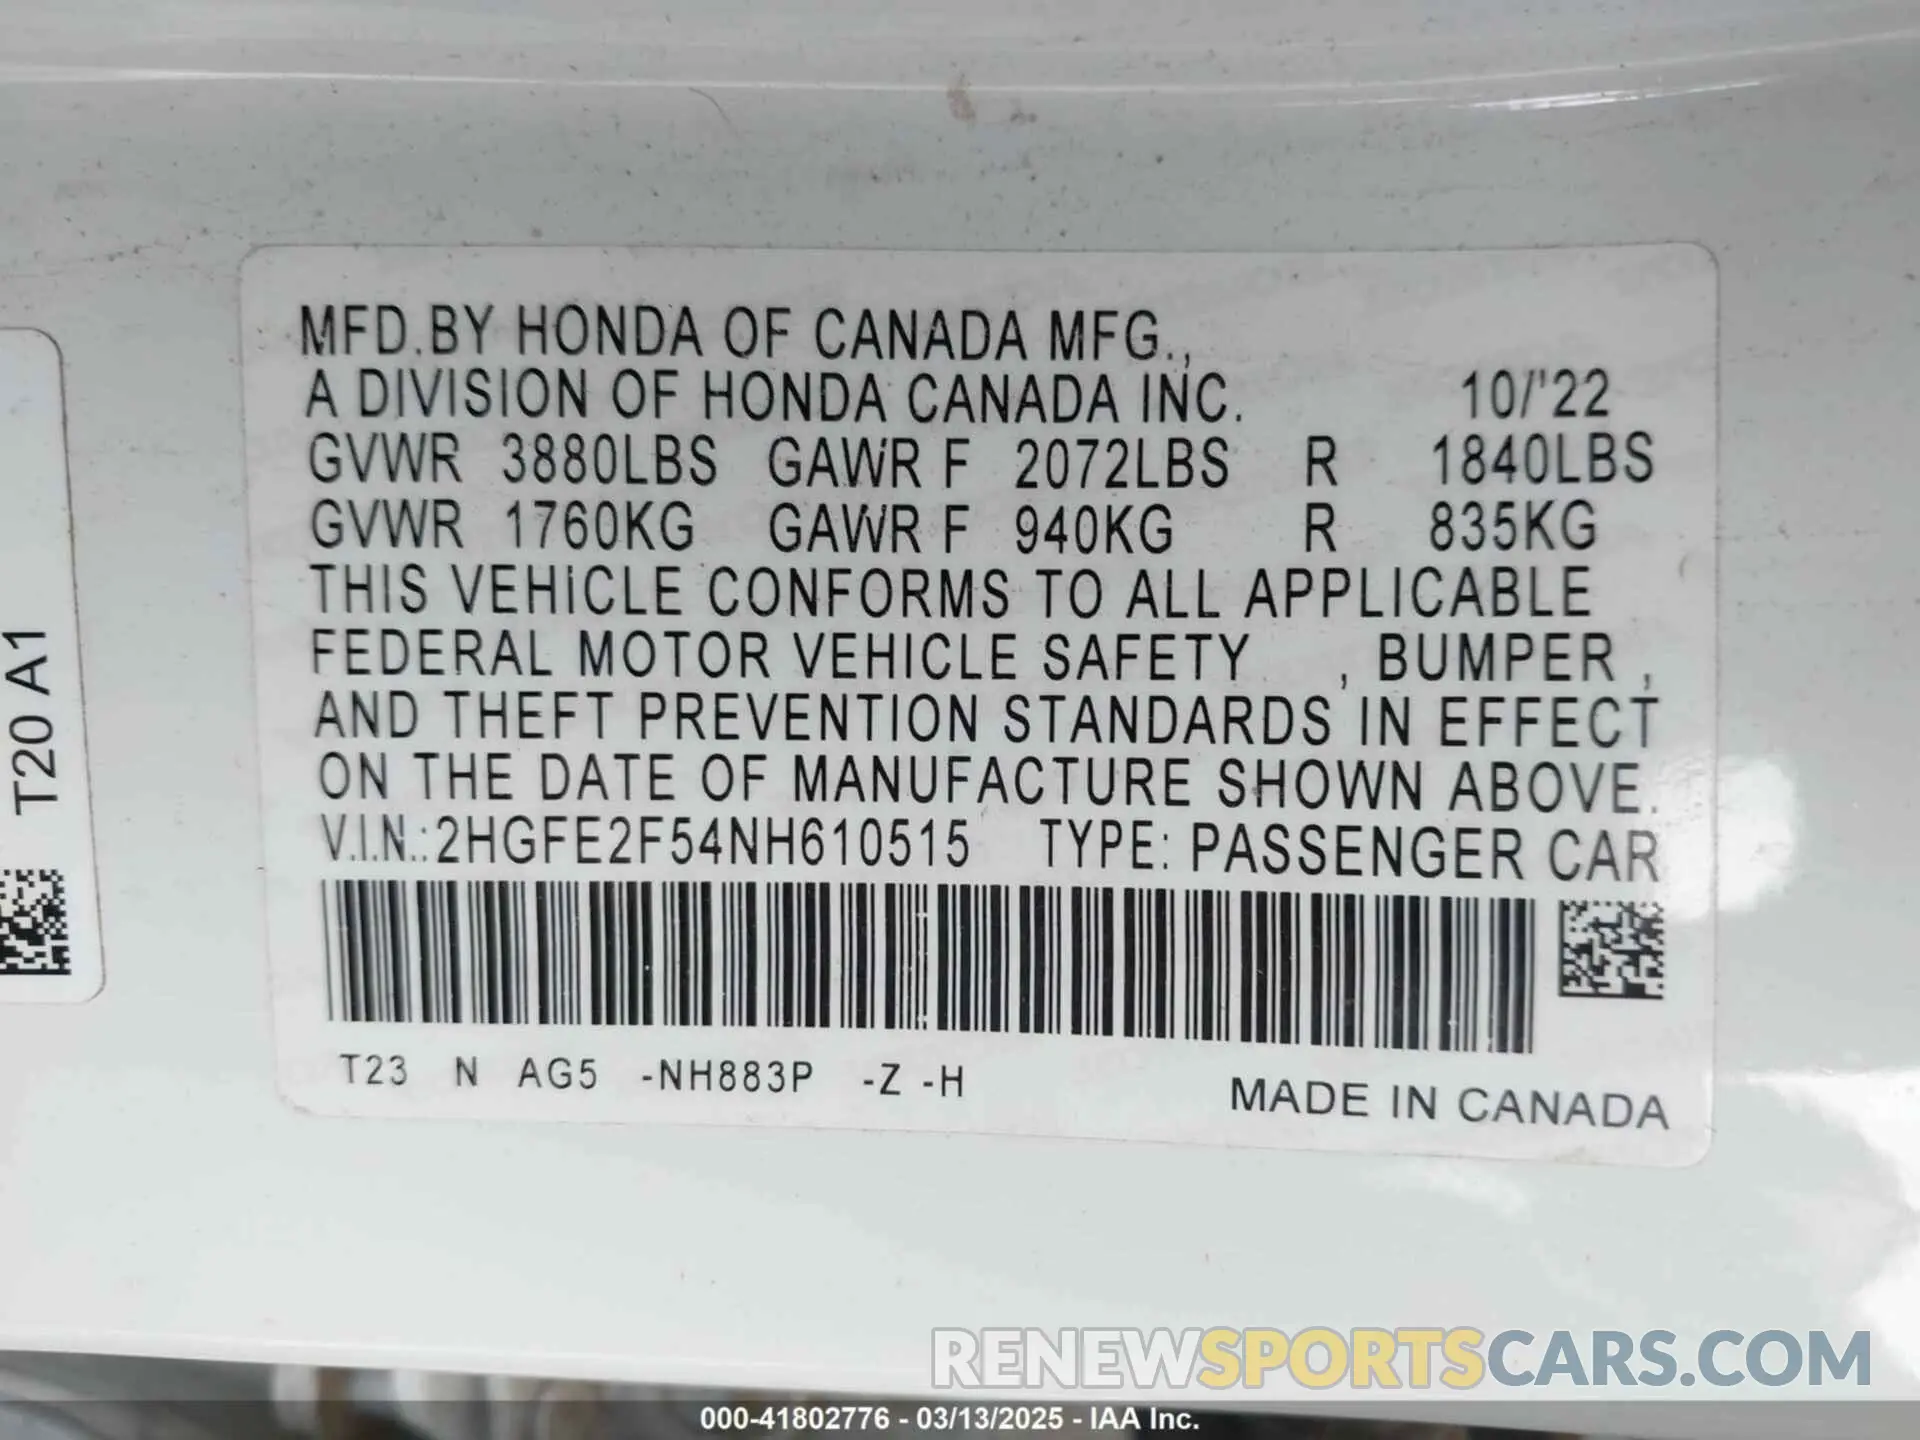 MFD.BY HONDA OF CANADA MFG.,
A DIVISION OF HONDA CANADA INC. 10/'22
GVWR 3880LBS GAWR F 2072LBS R 1840LBS
GVWR 1760KG GAWR F 940KG R 835KG
THIS VEHICLE CONFORMS TO ALL APPLICABLE
FEDERAL MOTOR VEHICLE SAFETY , BUMPER ,
AND THEFT PREVENTION STANDARDS IN EFFECT
ON THE DATE OF MANUFACTURE SHOWN ABOVE.
V.I.N.:2HGFE2F54NH610515 TYPE: PASSENGER CAR
T23 N AG5 -NH883P -Z -H
MADE IN CANADA
T20 A1
RENEWSPORTSCARS.COM
000-41802776 - 03/13/2025 - IAA Inc.